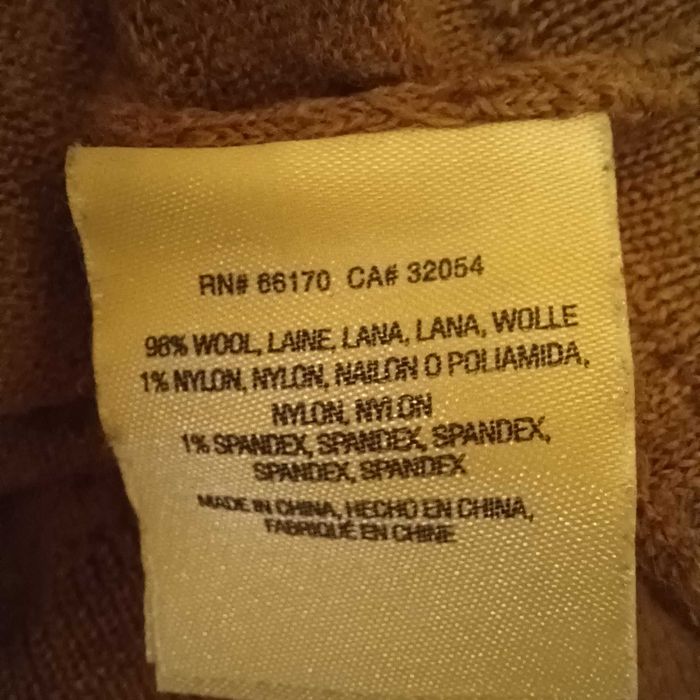 RN# 66170 CA# 32054
98% WOOL, LAINE, LANA, LANA, WOLLE
1% NYLON, NYLON, NAILON O POLIAMIDA,
NYLON, NYLON
1% SPANDEX, SPANDEX, SPANDEX,
SPANDEX, SPANDEX
MADE IN CHINA, HECHO EN CHINA,
FABRIQUÉ EN CHINE